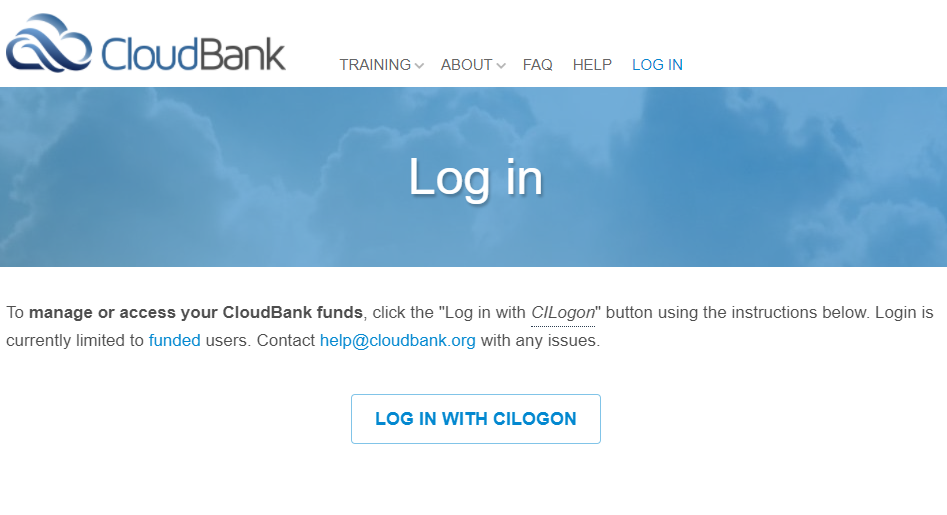 CloudBank
TRAINING ABOUT FAQ HELP LOG IN
Log in
To manage or access your CloudBank funds, click the "Log in with CILogon" button using the instructions below. Login is
currently limited to funded users. Contact help@cloudbank.org with any issues.
LOG IN WITH CILOGON